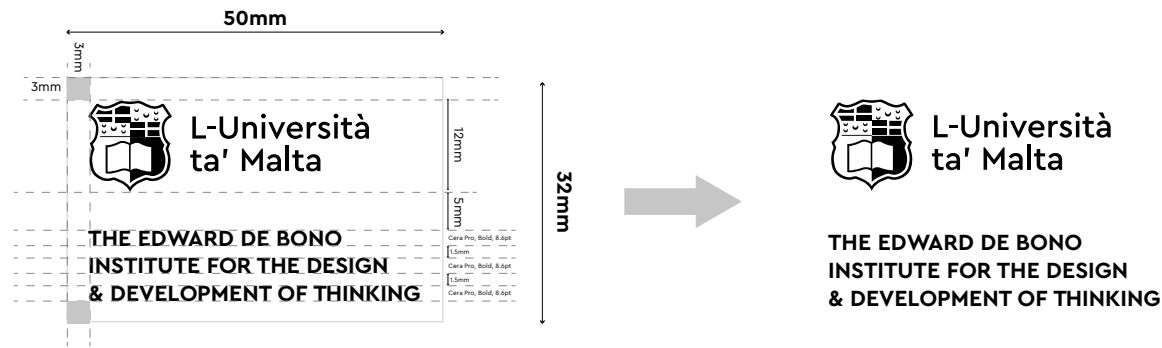 50mm
3mm
3mm
L-Università
ta' Malta
12mm
5mm
32mm
THE EDWARD DE BONO
INSTITUTE FOR THE DESIGN
& DEVELOPMENT OF THINKING
Cera Pro, Bold, 8.6pt
1.5mm
Cera Pro, Bold, 8.6pt
1.5mm
Cera Pro, Bold, 8.6pt
L-Università
ta' Malta
THE EDWARD DE BONO
INSTITUTE FOR THE DESIGN
& DEVELOPMENT OF THINKING